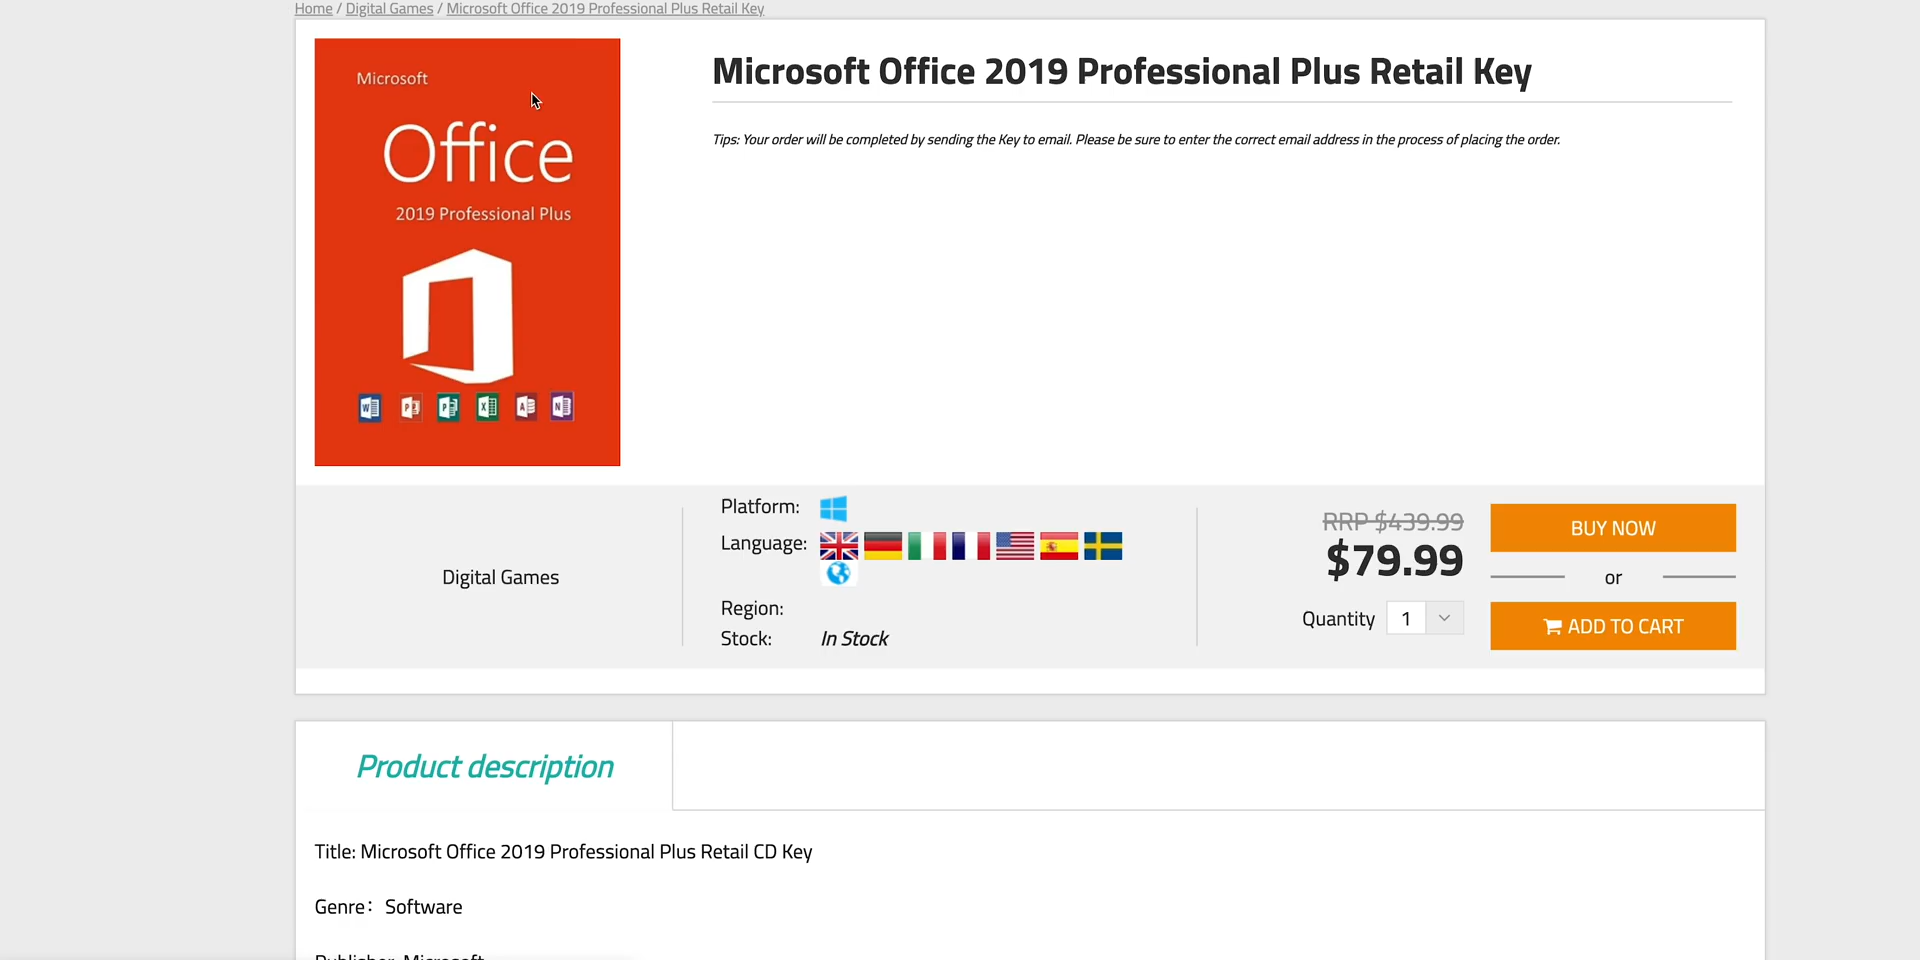 Home / Digital Games / Microsoft Office 2019 Professional Plus Retail Key
Microsoft
Office
2019 Professional Plus
Microsoft Office 2019 Professional Plus Retail Key
Tips: Your order will be completed by sending the Key to email. Please be sure to enter the correct email address in the process of placing the order.
Digital Games
Platform:
Language:
Region:
Stock: In Stock
RRP $439.99
$79.99
Quantity 1
BUY NOW
or
ADD TO CART
Product description
Title: Microsoft Office 2019 Professional Plus Retail CD Key
Genre： Software
Publisher Microsoft